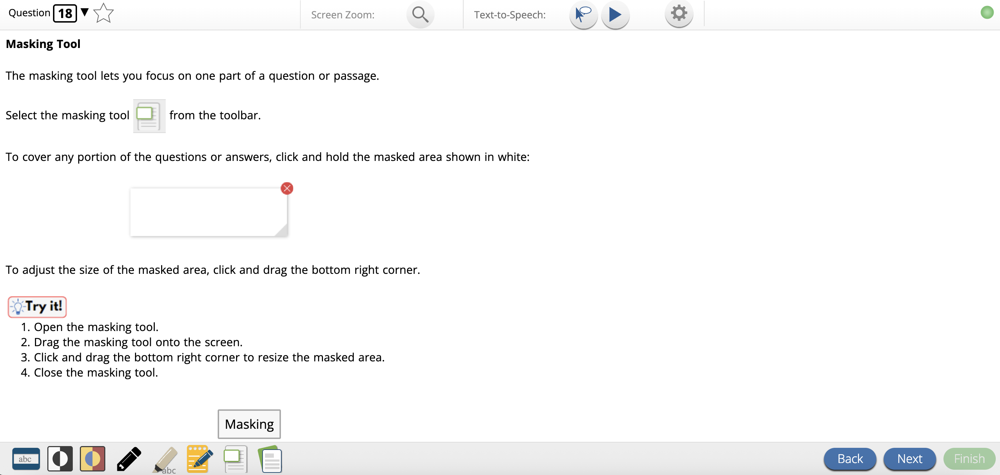 Question 18
Screen Zoom:
Text-to-Speech:
Masking Tool
The masking tool lets you focus on one part of a question or passage.
Select the masking tool from the toolbar.
To cover any portion of the questions or answers, click and hold the masked area shown in white:
To adjust the size of the masked area, click and drag the bottom right corner.
Try it!
1. Open the masking tool.
2. Drag the masking tool onto the screen.
3. Click and drag the bottom right corner to resize the masked area.
4. Close the masking tool.
Masking
abc
abc
Back
Next
Finish